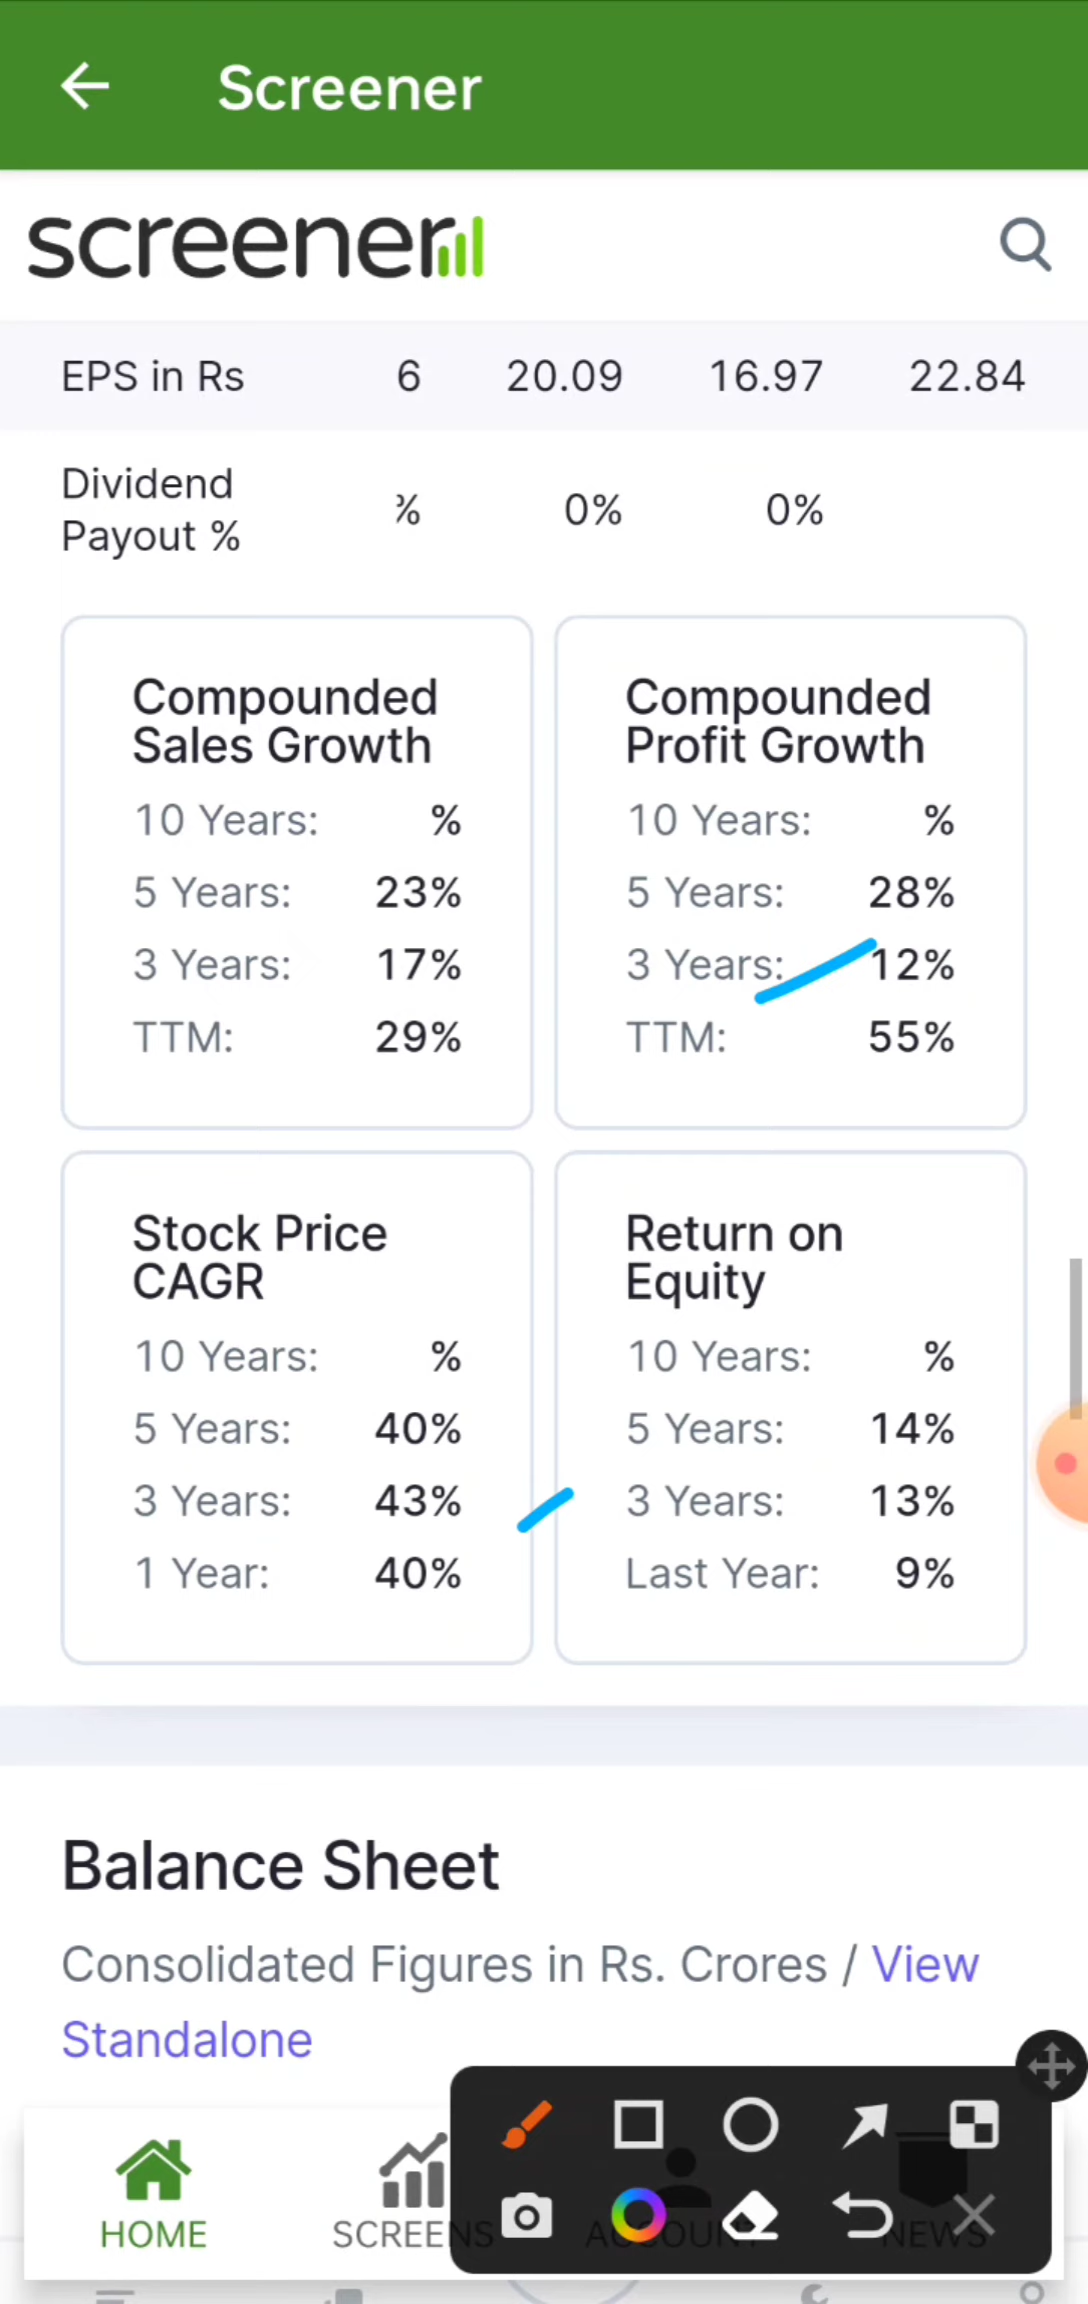 Screener
screener
EPS in Rs 6 20.09 16.97 22.84
Dividend
Payout % % 0% 0%
Compounded
Sales Growth
10 Years: %
5 Years: 23%
3 Years: 17%
TTM: 29%
Compounded
Profit Growth
10 Years: %
5 Years: 28%
3 Years: 12%
TTM: 55%
Stock Price
CAGR
10 Years: %
5 Years: 40%
3 Years: 43%
1 Year: 40%
Return on
Equity
10 Years: %
5 Years: 14%
3 Years: 13%
Last Year: 9%
Balance Sheet
Consolidated Figures in Rs. Crores / View
Standalone
HOME
SCREENS
ACCOUNT
NEWS